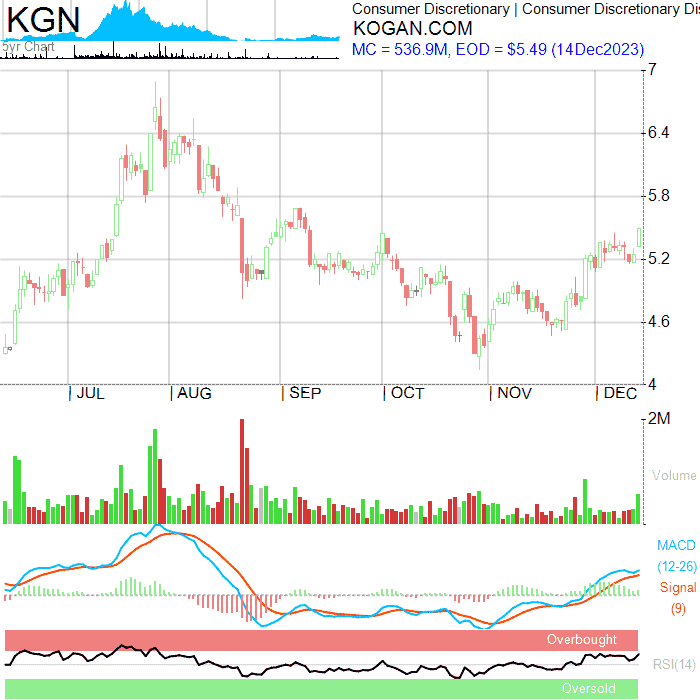 KGN
5yr Chart
Consumer Discretionary | Consumer Discretionary Dis
KOGAN.COM
MC = 536.9M, EOD = $5.49 (14Dec2023)
7
6.4
5.8
5.2
4.6
4
| JUL | AUG | SEP | OCT | NOV | DEC
2M
Volume
MACD
(12-26)
Signal
(9)
Overbought
RSI(14)
Oversold